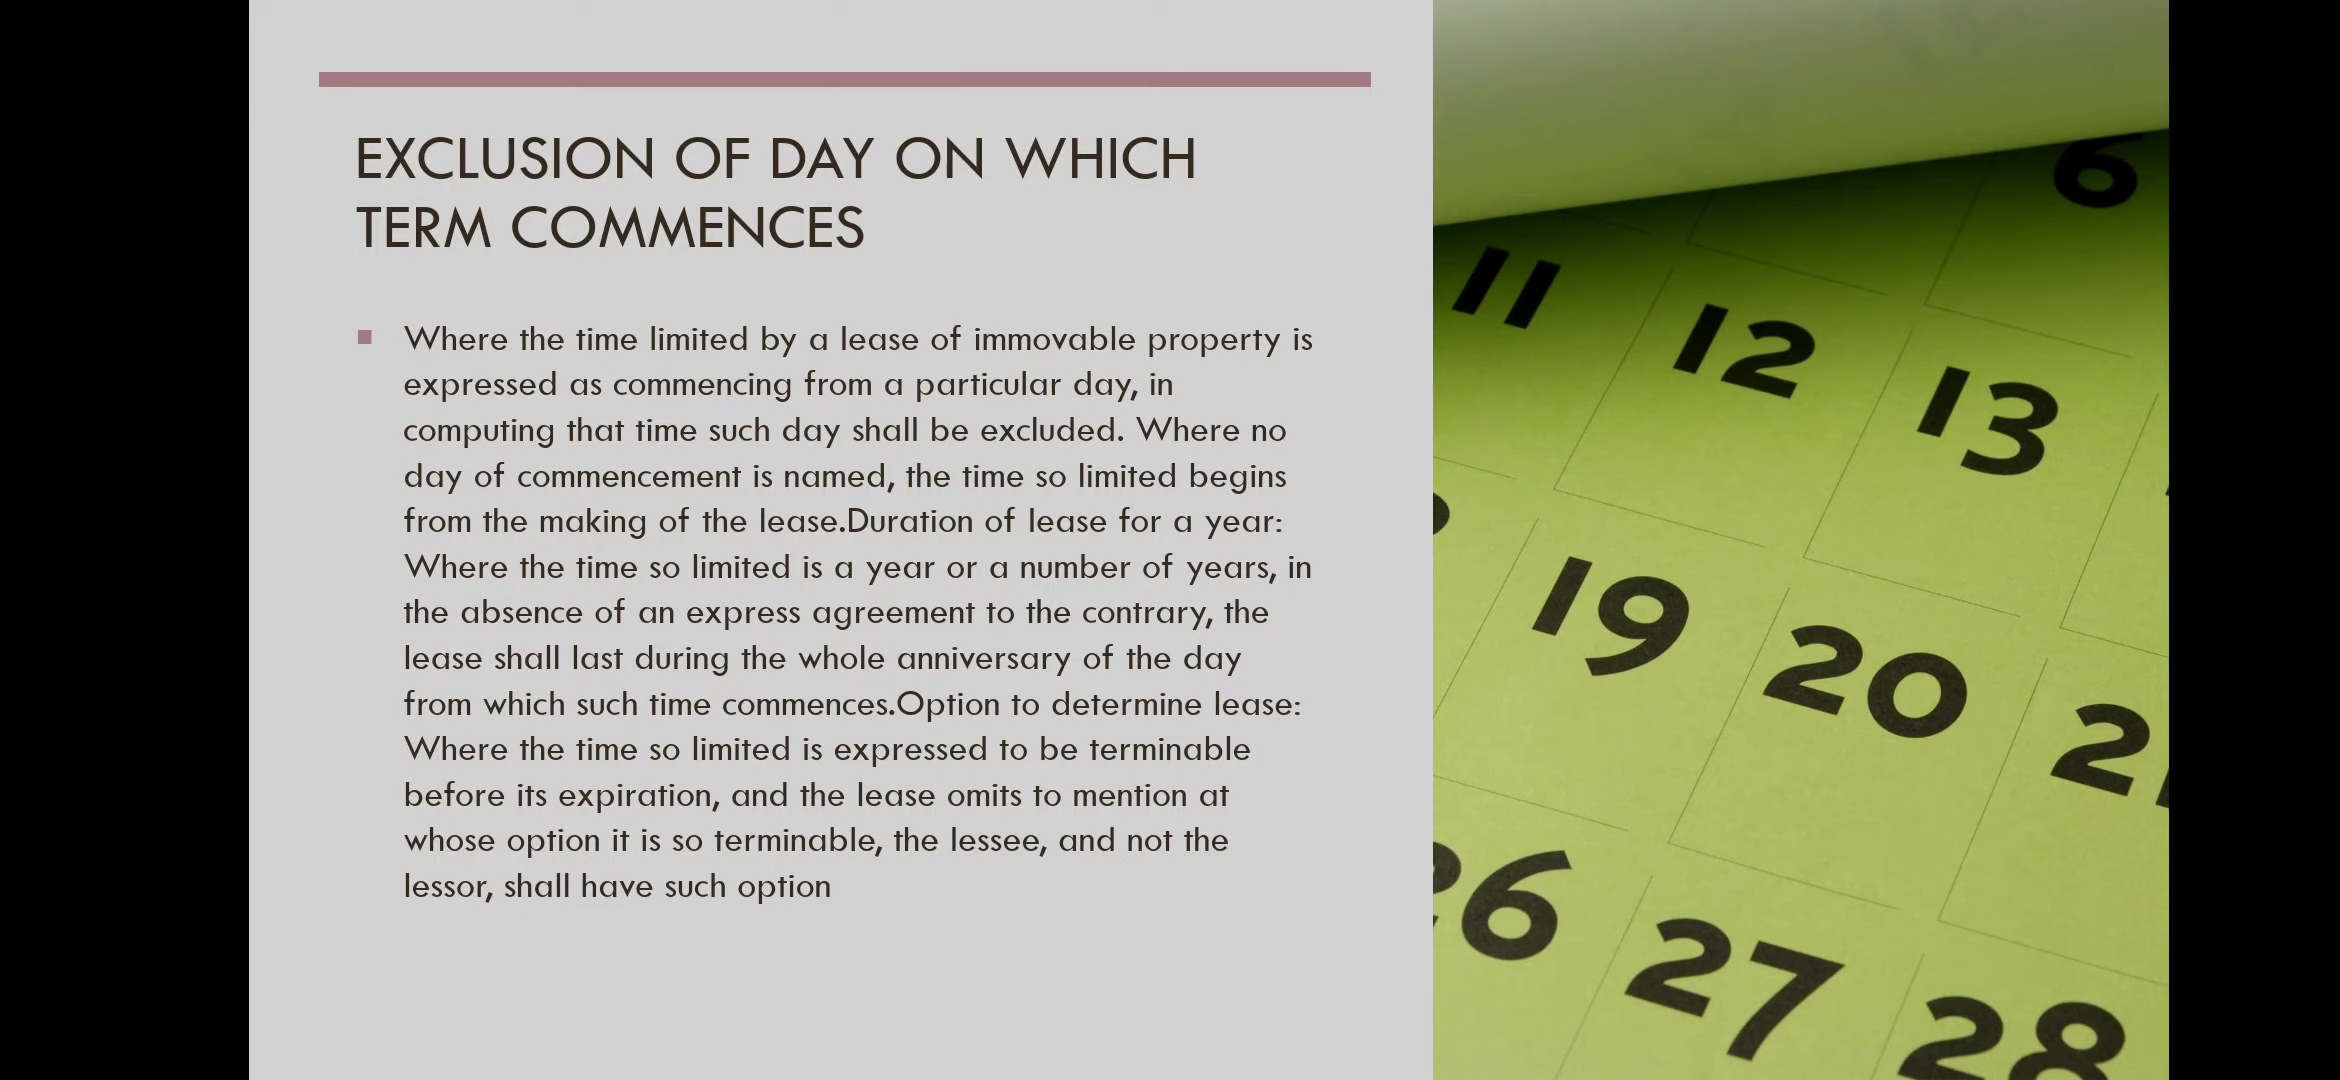 EXCLUSION OF DAY ON WHICH
TERM COMMENCES
Where the time limited by a lease of immovable property is
expressed as commencing from a particular day, in
computing that time such day shall be excluded. Where no
day of commencement is named, the time so limited begins
from the making of the lease.Duration of lease for a year:
Where the time so limited is a year or a number of years, in
the absence of an express agreement to the contrary, the
lease shall last during the whole anniversary of the day
from which such time commences.Option to determine lease:
Where the time so limited is expressed to be terminable
before its expiration, and the lease omits to mention at
whose option it is so terminable, the lessee, and not the
lessor, shall have such option
6
11 12 13
19 20 21
26 27 28